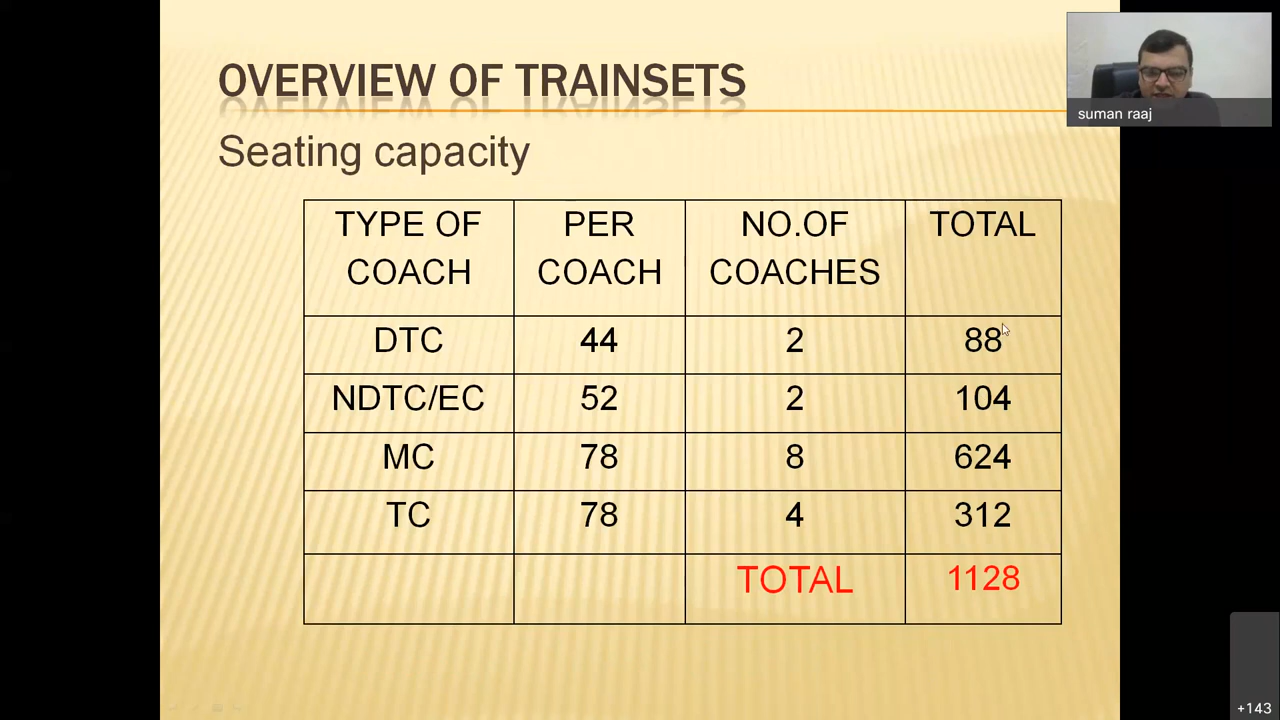 OVERVIEW OF TRAINSETS
suman raaj
Seating capacity
TYPE OF COACH PER COACH NO.OF COACHES TOTAL
DTC 44 2 88
NDTC/EC 52 2 104
MC 78 8 624
TC 78 4 312
TOTAL 1128
+143